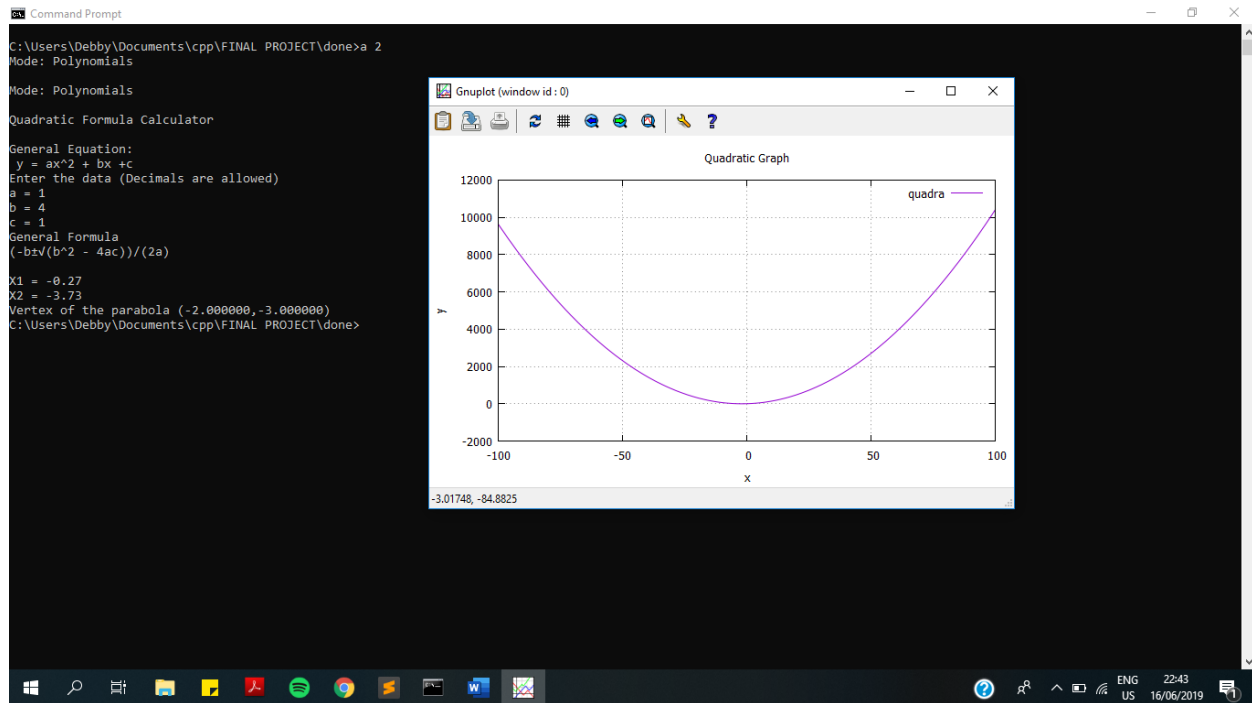 Command Prompt
C:\Users\Debby\Documents\cpp\FINAL PROJECT\done>a 2
Mode: Polynomials
Mode: Polynomials
Quadratic Formula Calculator
General Equation:
y = ax^2 + bx +c
Enter the data (Decimals are allowed)
a = 1
b = 4
c = 1
General Formula
(-b±√(b^2 - 4ac))/(2a)
X1 = -0.27
X2 = -3.73
Vertex of the parabola (-2.000000,-3.000000)
C:\Users\Debby\Documents\cpp\FINAL PROJECT\done>
Gnuplot (window id : 0)
Quadratic Graph
quadra
12000
10000
8000
6000
4000
2000
0
-2000
y
-100 -50 0 50 100
x
-3.01748, -84.8825
ENG 22:43
US 16/06/2019
1